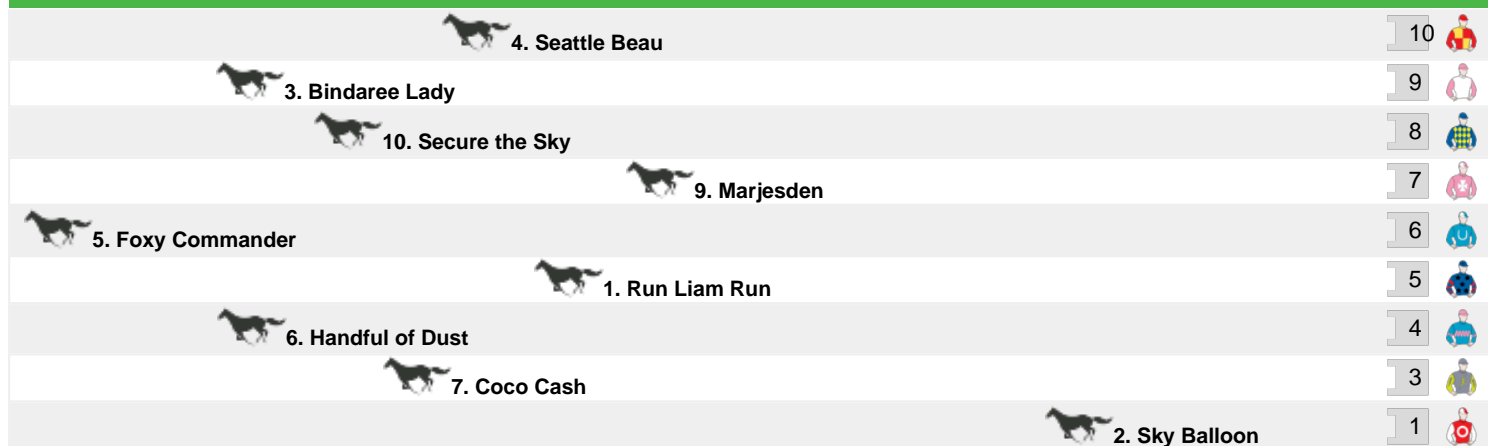 4. Seattle Beau 10
3. Bindaree Lady 9
10. Secure the Sky 8
9. Marjesden 7
5. Foxy Commander 6
1. Run Liam Run 5
6. Handful of Dust 4
7. Coco Cash 3
2. Sky Balloon 1